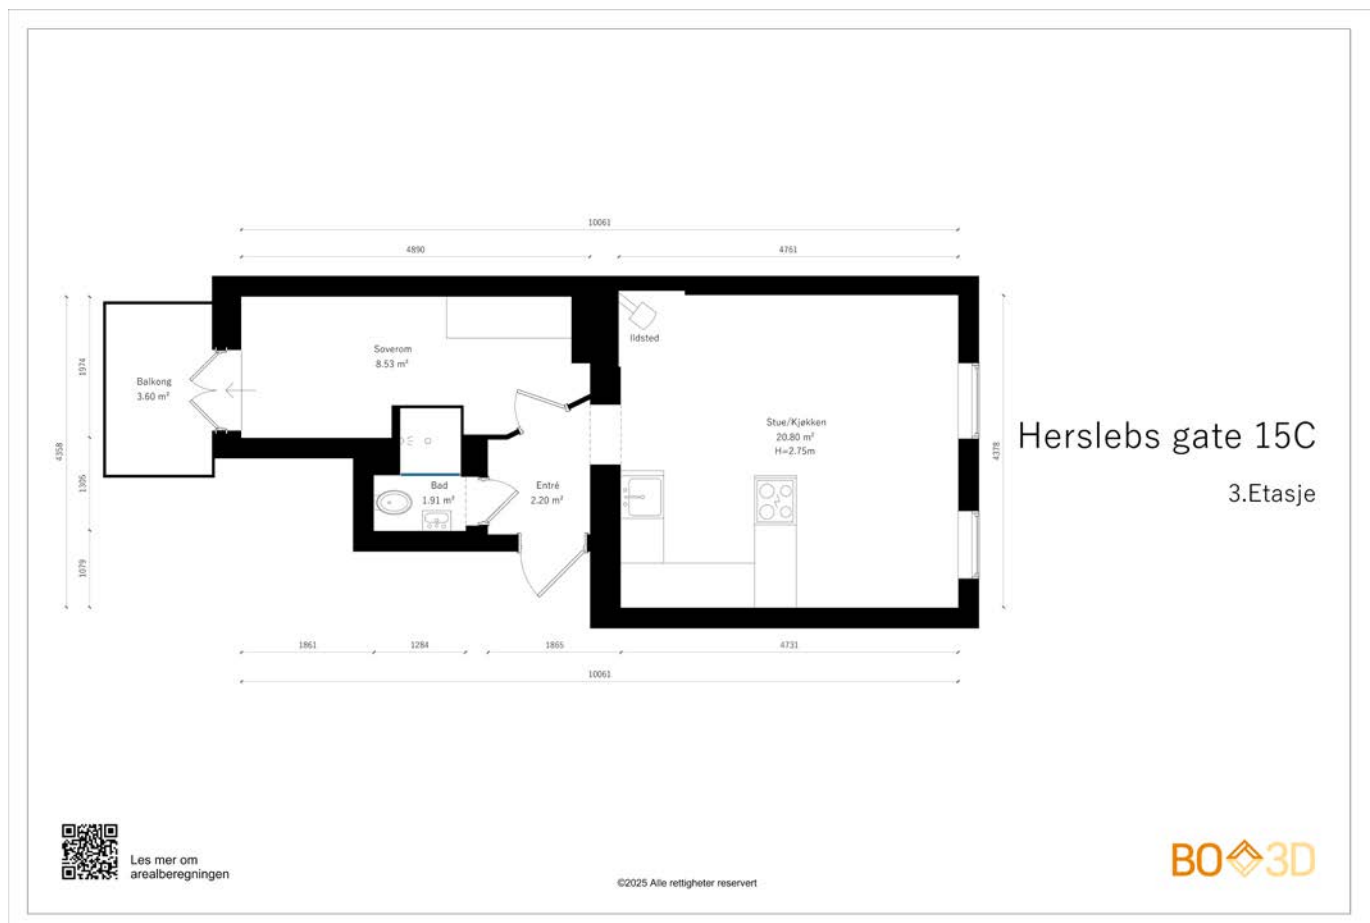 10061
4890
4761
Ildsted
Soverom
8.53 m²
Balkong
3.60 m²
1974
4358
1305
1079
Stue/Kjøkken
20.80 m²
H=2.75m
4378
Herslebs gate 15C
3.Etasje
Bad
1.91 m²
Entré
2.20 m²
1861
1284
1865
4731
10061
Les mer om
arealberegningen
©2025 Alle rettigheter reservert
BO 3D